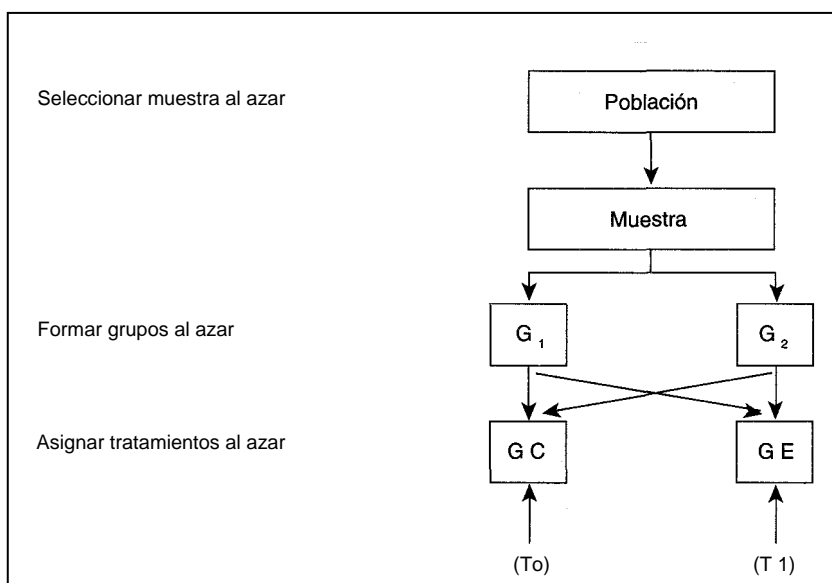 Seleccionar muestra al azar
Población
Muestra
Formar grupos al azar
G 1
G 2
Asignar tratamientos al azar
G C
G E
(To)
(T 1)